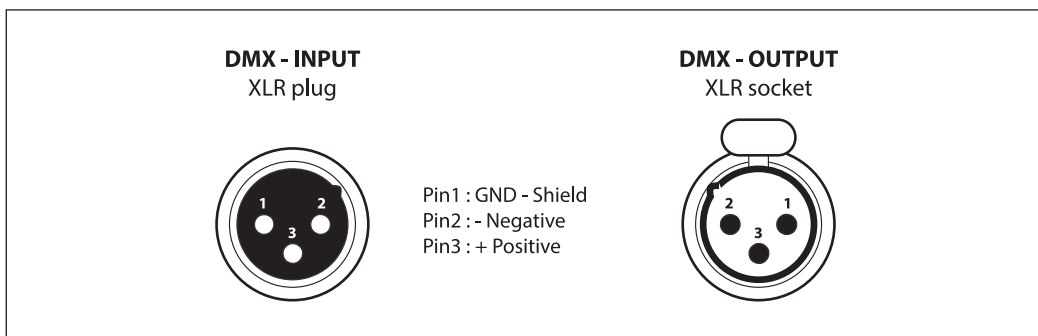 DMX - INPUT
XLR plug
1
2
3
Pin1 : GND - Shield
Pin2 : - Negative
Pin3 : + Positive
DMX - OUTPUT
XLR socket
2
1
3